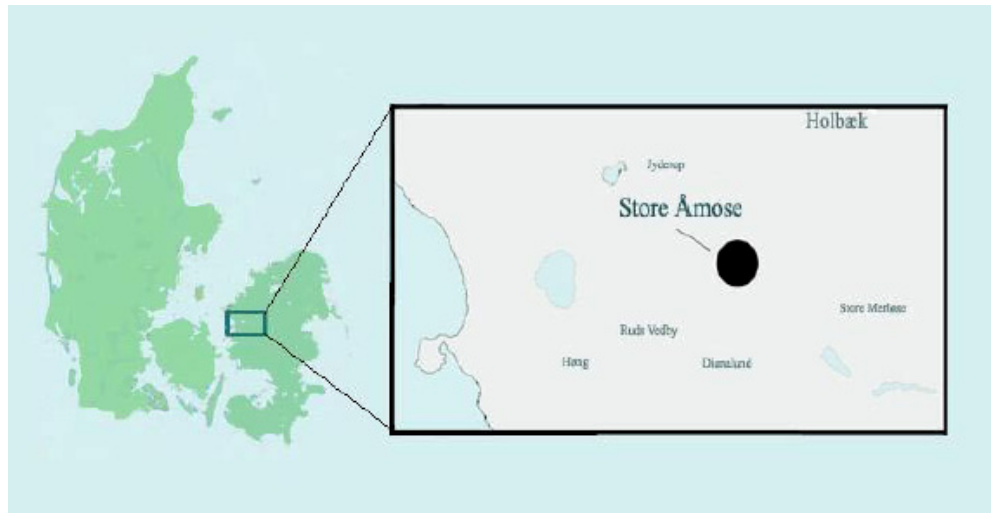 Holbæk
Jyderup
Store Åmose
Store Merløse
Ruds Vedby
Høng
Dianalund